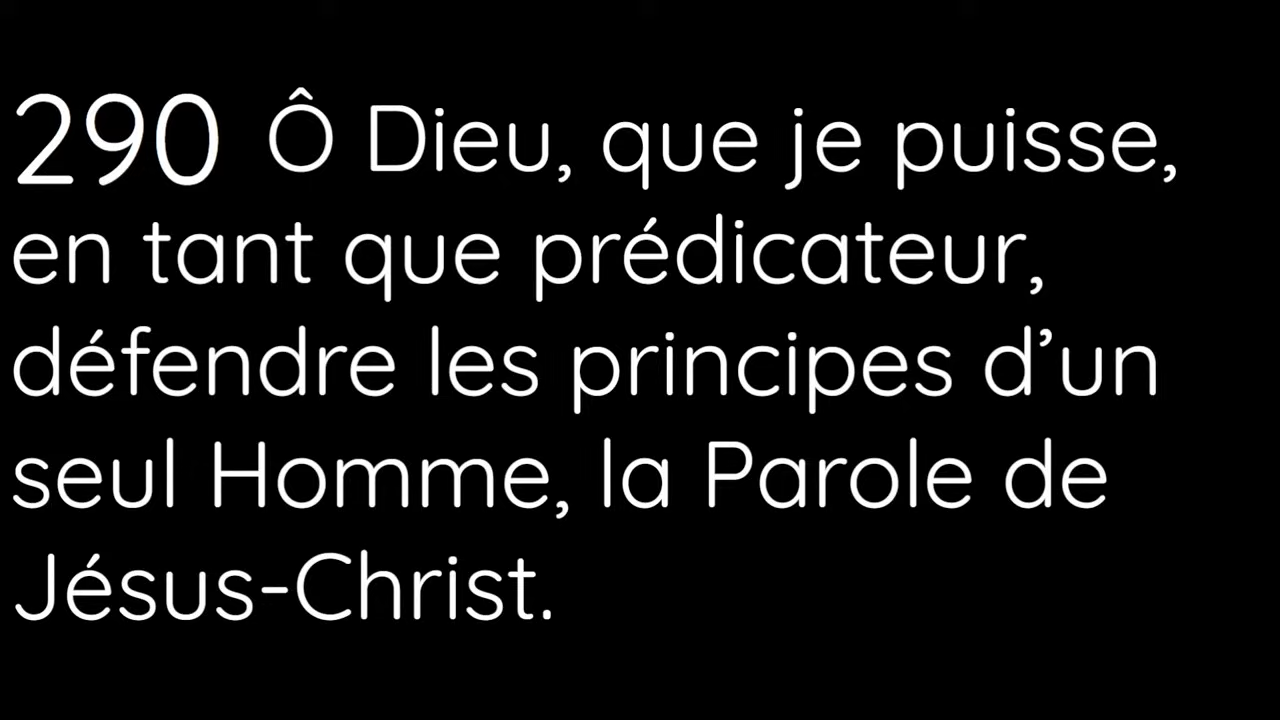 290 Ô Dieu, que je puisse,
en tant que prédicateur,
défendre les principes d’un
seul Homme, la Parole de
Jésus-Christ.